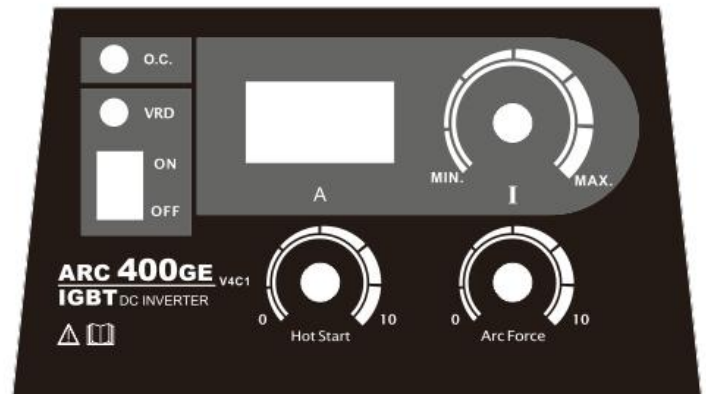 O.C.
VRD
ON
OFF
A
MIN.
I
MAX.
ARC 400GE V4C1
IGBT DC INVERTER
0
10
Hot Start
0
10
Arc Force